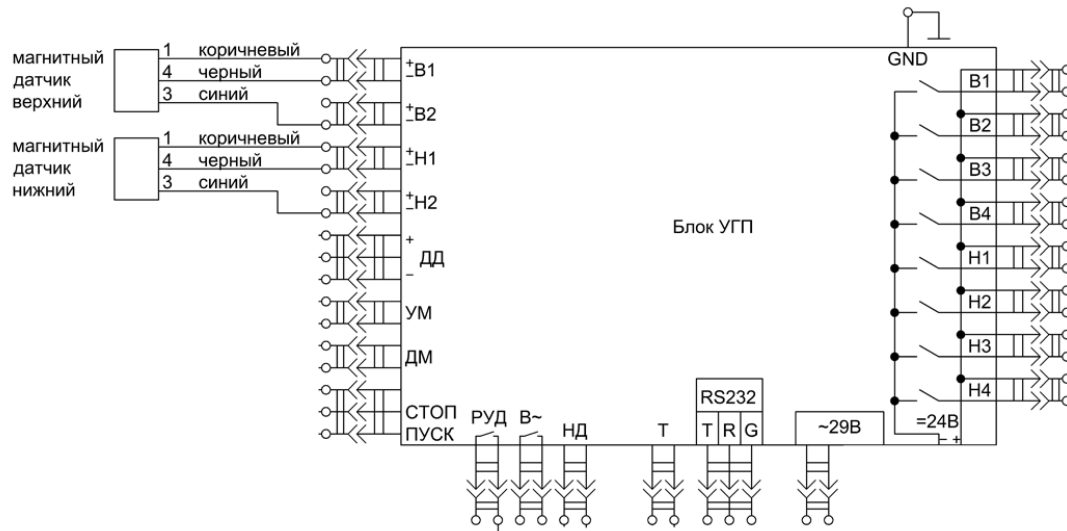 GND
магнитный
датчик
верхний
1 коричневый
4 черный
3 синий
+
− В1
+
− В2
магнитный
датчик
нижний
1 коричневый
4 черный
3 синий
+
− Н1
+
− Н2
+
ДД
−
УМ
ДМ
СТОП
ПУСК
Блок УГП
В1
В2
В3
В4
Н1
Н2
Н3
Н4
=24В
− +
РУД
В~
НД
Т
RS232
T R G
~29В